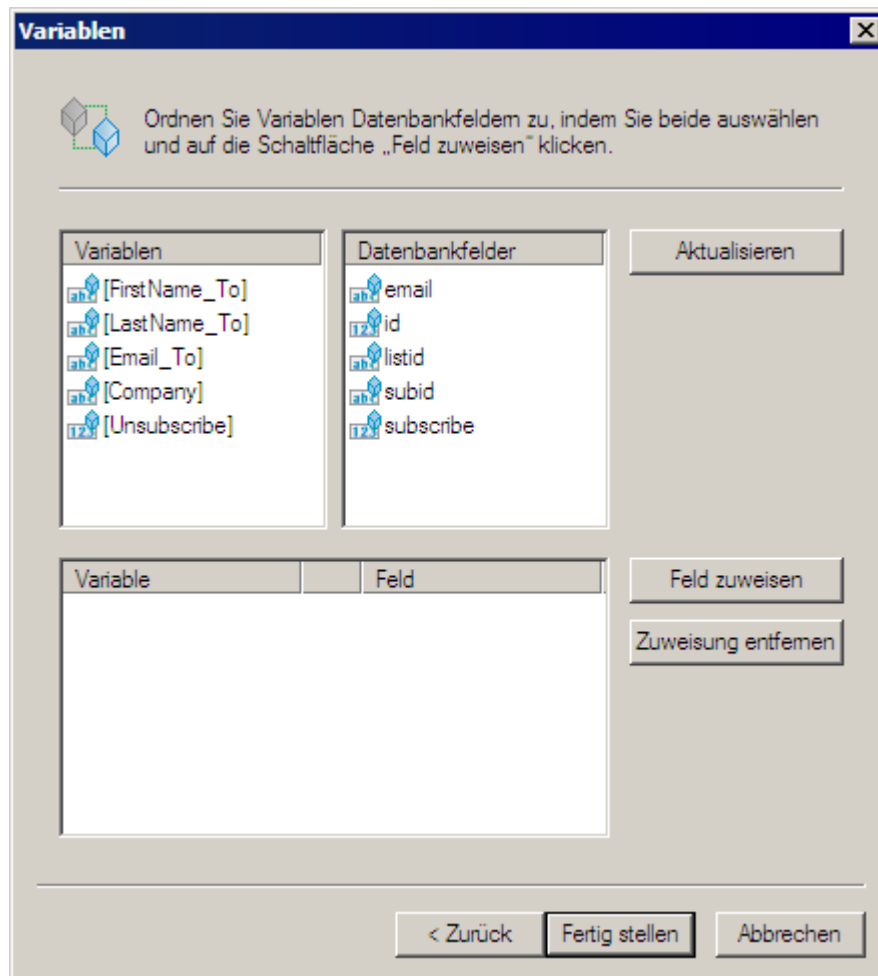 Variablen
Ordnen Sie Variablen Datenbankfeldern zu, indem Sie beide auswählen
und auf die Schaltfläche „Feld zuweisen“ klicken.
Variablen
[FirstName_To]
[LastName_To]
[Email_To]
[Company]
[Unsubscribe]
Datenbankfelder
email
id
listid
subid
subscribe
Aktualisieren
Variable
Feld
Feld zuweisen
Zuweisung entfernen
< Zurück
Fertig stellen
Abbrechen